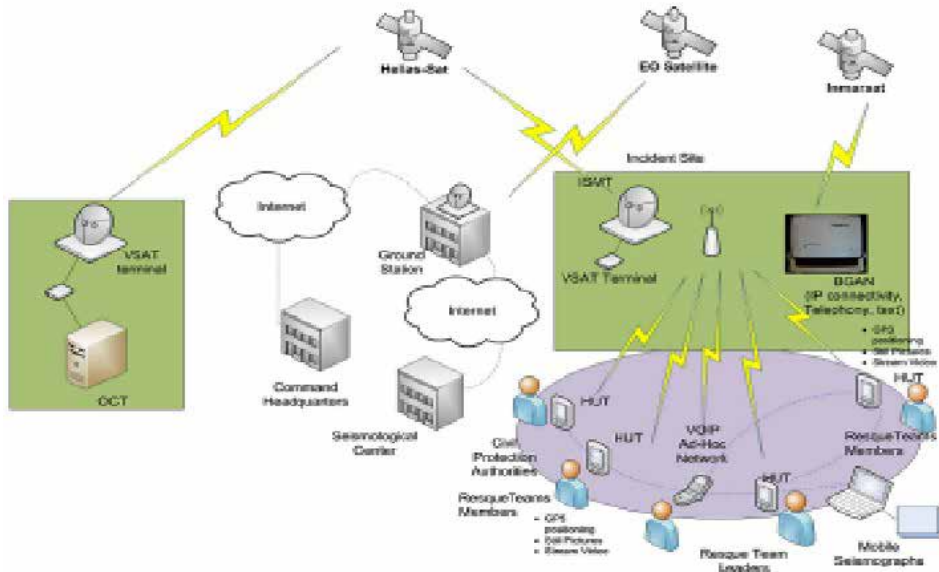 Hellas-Sat
EO Satellite
Inmarsat
Incident Site
ISMT
Internet
VSAT
terminal
Ground
Station
VSAT Terminal
BGAN
(IP connectivity,
Telephony, text)
Internet
• GPS
positioning
• Still Pictures
• Stream Video
OCT
Command
Headquarters
Seismological
Center
HUT
HUT
VOIP
Ad-Hoc
Network
HUT
HUT
Civil
Protection
Authorities
ResqueTeams
Members
ResqueTeams
Members
• GPS
positioning
• Still Pictures
• Stream Video
Resque Team
Leaders
Mobile
Seismographs